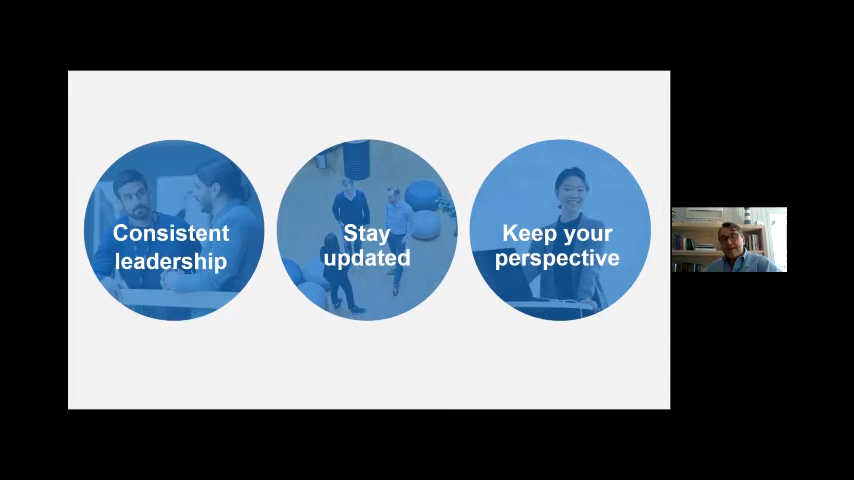 Consistent
leadership
Stay
updated
Keep your
perspective